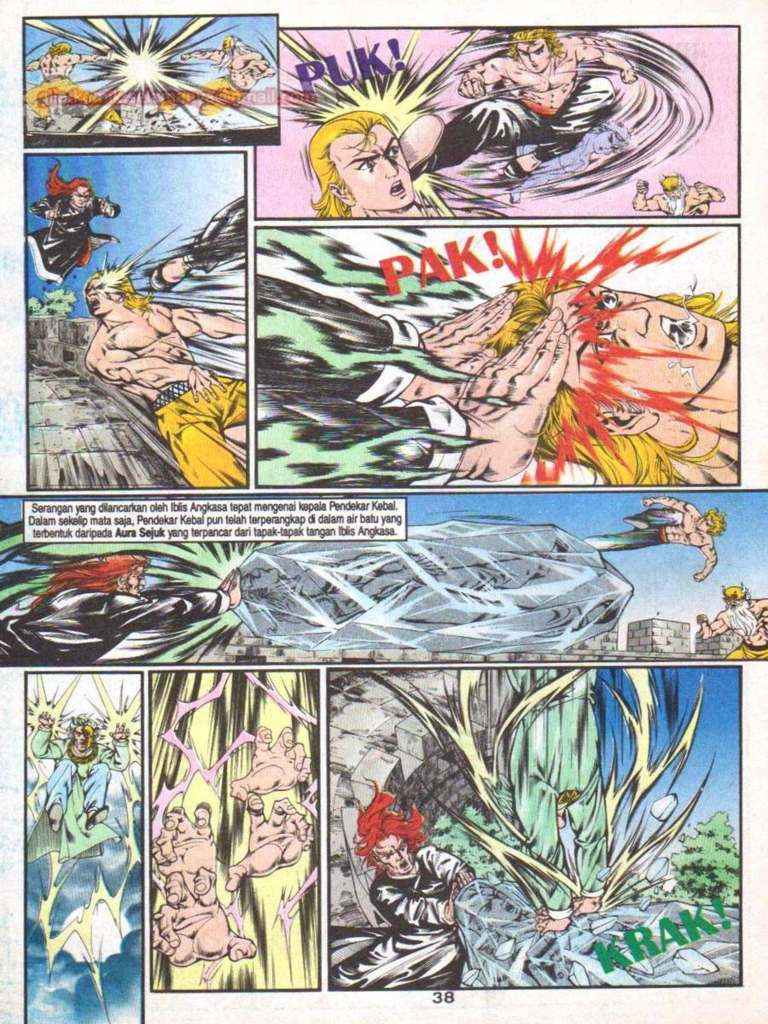 PUK!
PAK!
Serangan yang dilancarkan oleh Iblis Angkasa tepat mengenai kepala Pendekar Kebal.
Dalam sekelip mata saja, Pendekar Kebal pun telah terperangkap di dalam air batu yang
terbentuk daripada Aura Sejuk yang terpancar dari tapak-tapak tangan Iblis Angkasa.
KRAK!
38